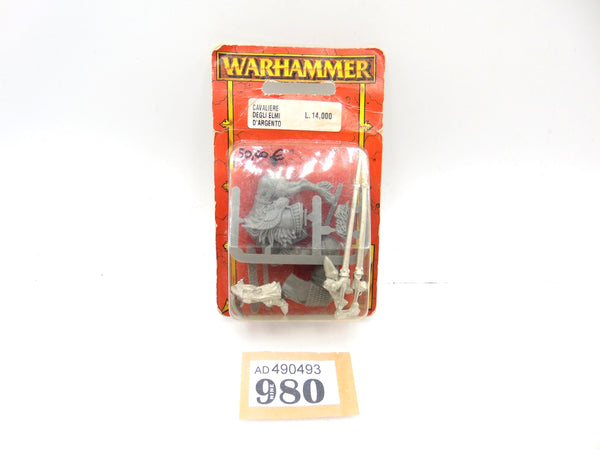 WARHAMMER
CAVALIERE
DEGLI ELMI L. 14,000
D'ARGENTO
50,00 €
AD 490493
980